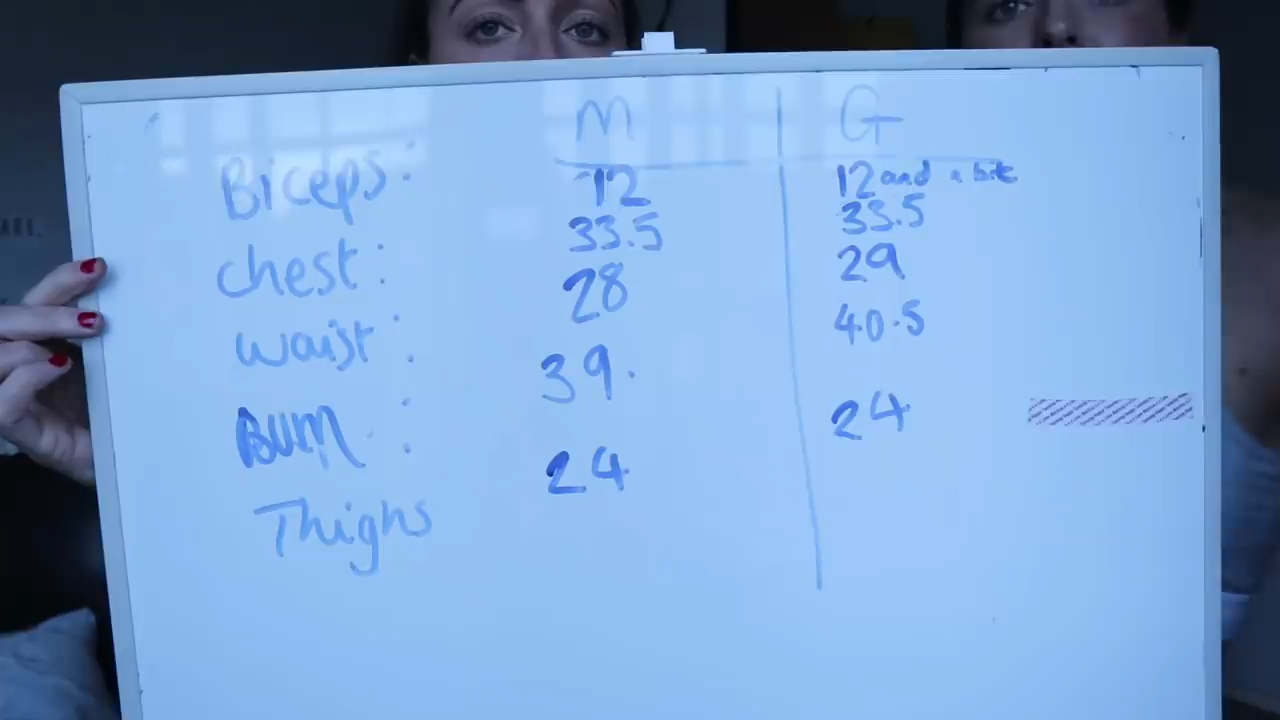 M G
Biceps: 12 12 and a bit
Chest: 33.5 33.5
Waist: 28 29
Bum: 39. 40.5
Thighs 24 24